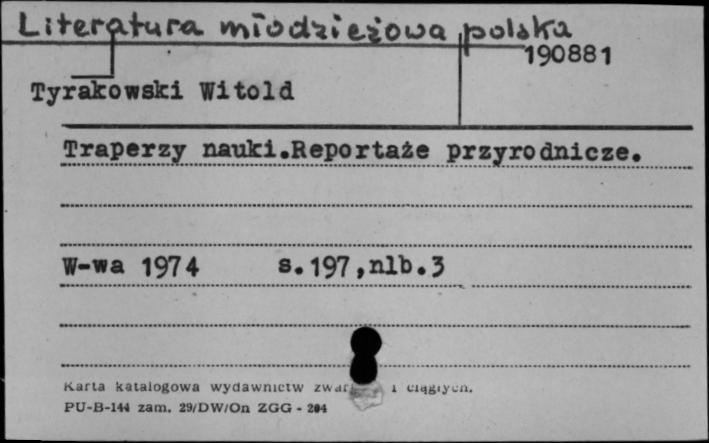 Literatura młodzieżowa polska
190881
Tyrakowski Witold
Traperzy nauki.Reportaże przyrodnicze.
W-wa 1974 s.197,nlb.3
Karta katalogowa wydawnictw i ciągłych.
PU-B-144 zam. 29/DW/On ZGG - 204